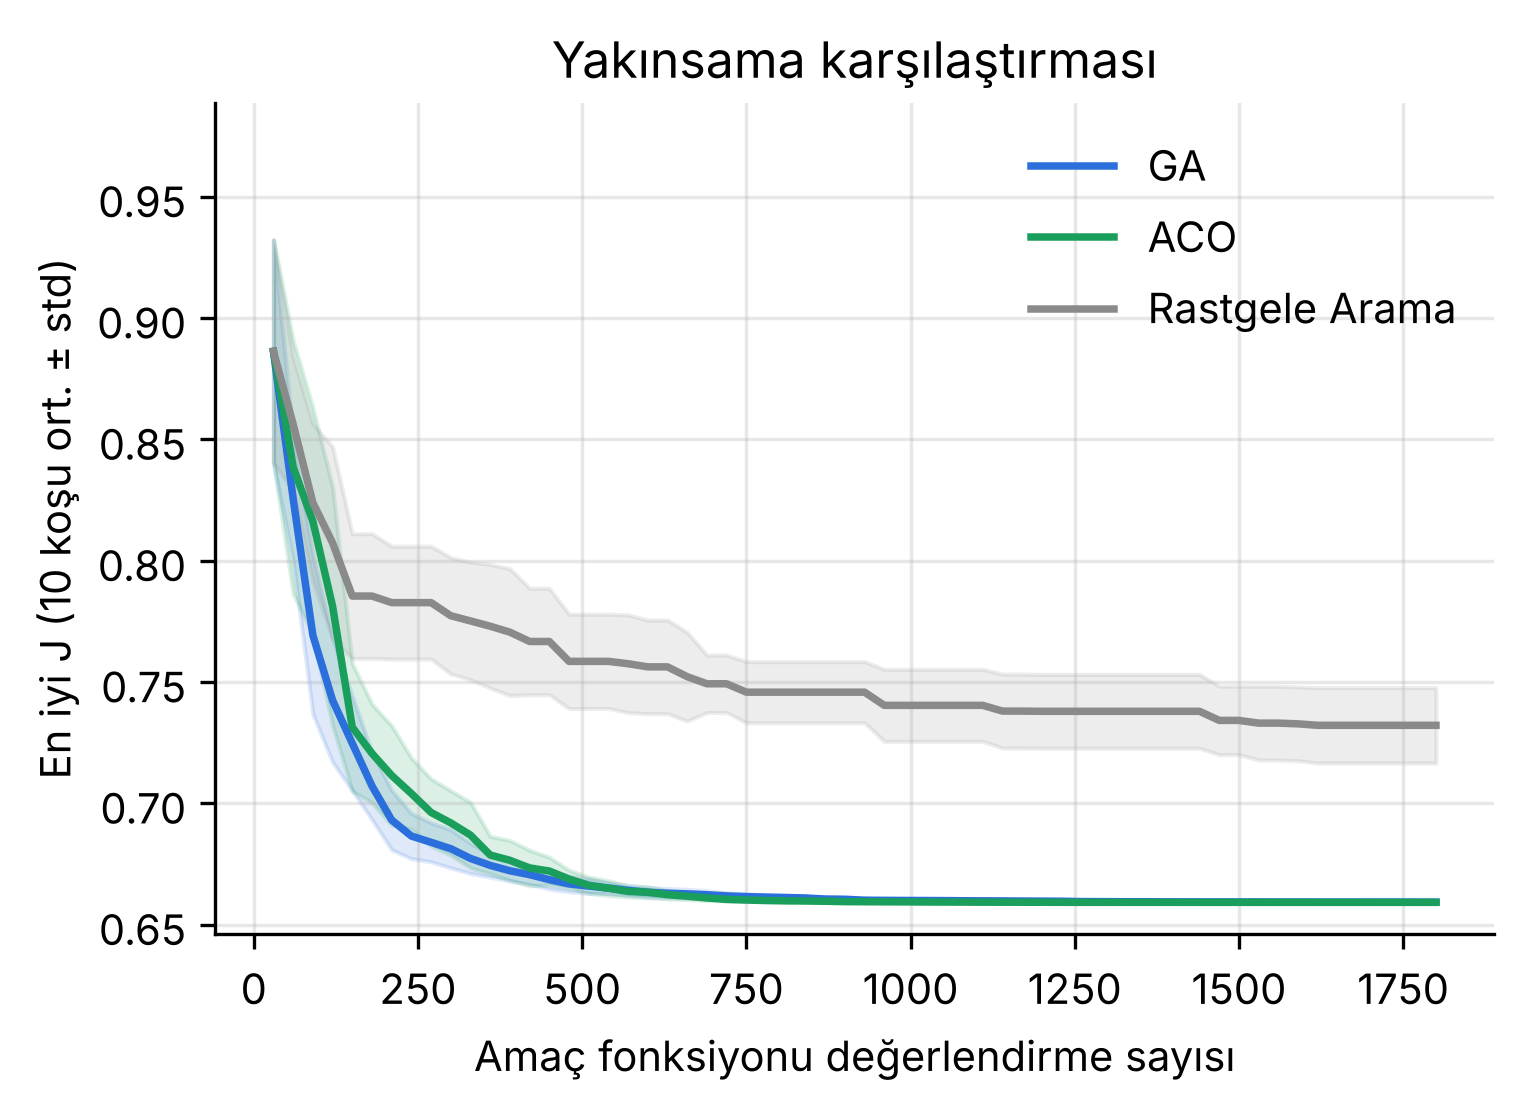 Yakınsama karşılaştırması
GA
ACO
Rastgele Arama
En iyi J (10 koşu ort. ± std)
0.95
0.90
0.85
0.80
0.75
0.70
0.65
0 250 500 750 1000 1250 1500 1750
Amaç fonksiyonu değerlendirme sayısı